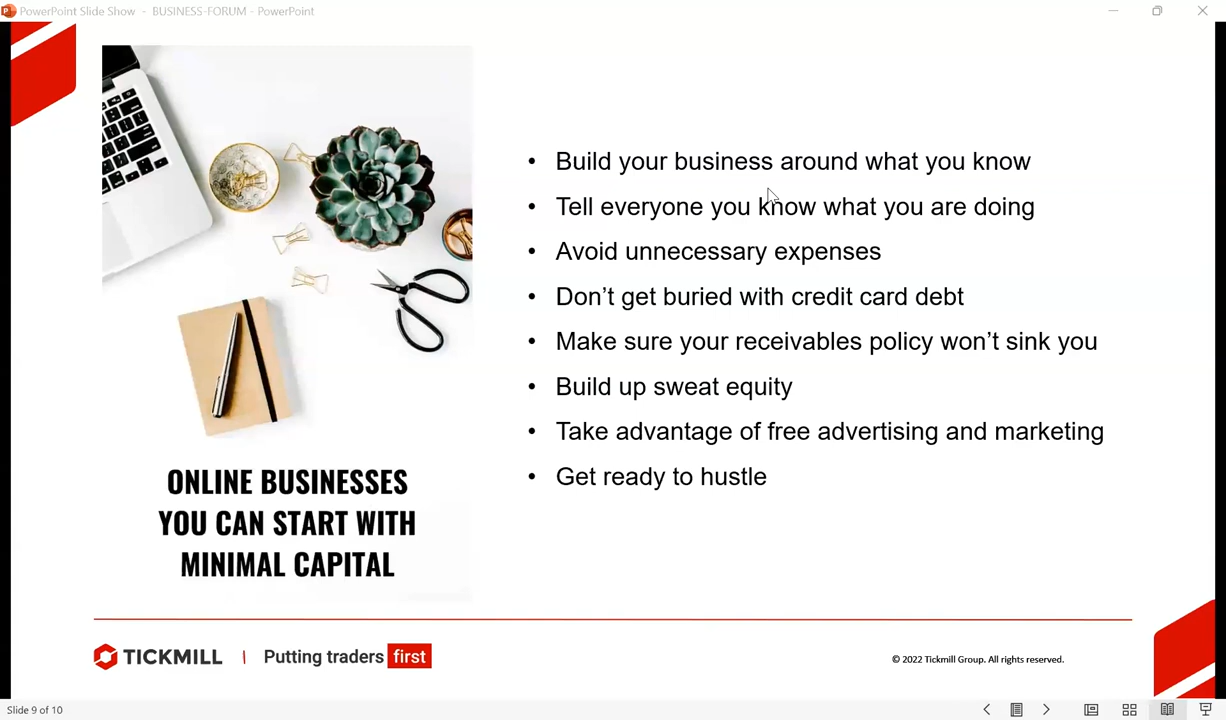 PowerPoint Slide Show - BUSINESS-FORUM - PowerPoint
• Build your business around what you know
• Tell everyone you know what you are doing
• Avoid unnecessary expenses
• Don’t get buried with credit card debt
• Make sure your receivables policy won’t sink you
• Build up sweat equity
• Take advantage of free advertising and marketing
• Get ready to hustle
ONLINE BUSINESSES
YOU CAN START WITH
MINIMAL CAPITAL
TICKMILL | Putting traders first
© 2022 Tickmill Group. All rights reserved.
Slide 9 of 10